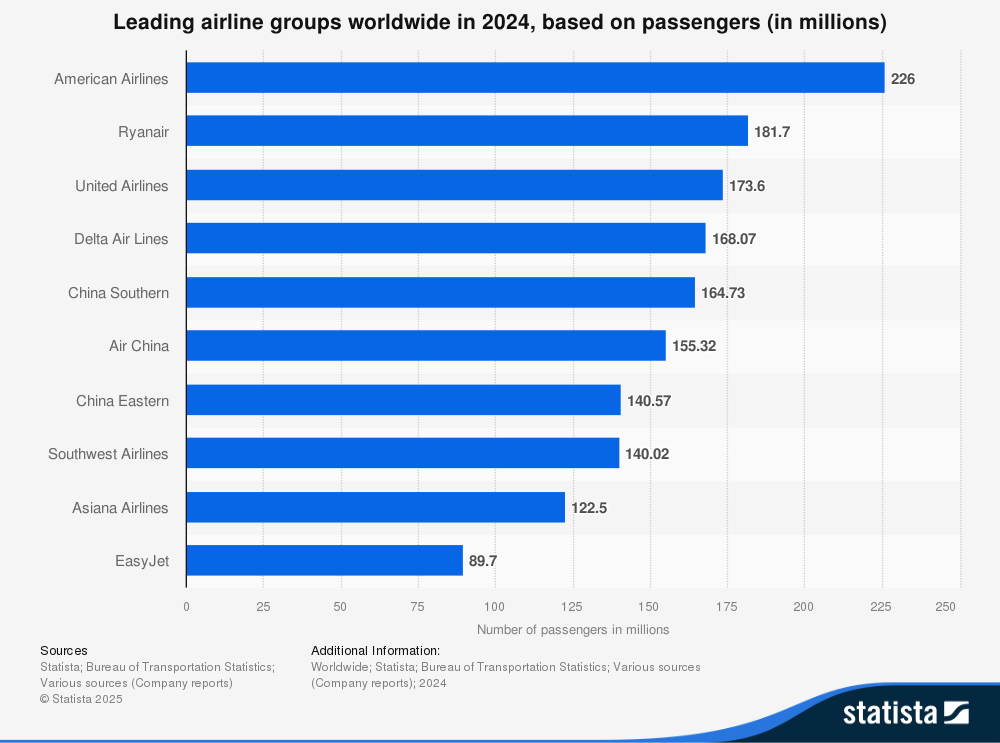 Leading airline groups worldwide in 2024, based on passengers (in millions)
American Airlines 226
Ryanair 181.7
United Airlines 173.6
Delta Air Lines 168.07
China Southern 164.73
Air China 155.32
China Eastern 140.57
Southwest Airlines 140.02
Asiana Airlines 122.5
EasyJet 89.7
0 25 50 75 100 125 150 175 200 225 250
Number of passengers in millions
Sources
Statista; Bureau of Transportation Statistics;
Various sources (Company reports)
© Statista 2025
Additional Information:
Worldwide; Statista; Bureau of Transportation Statistics; Various sources
(Company reports); 2024
statista